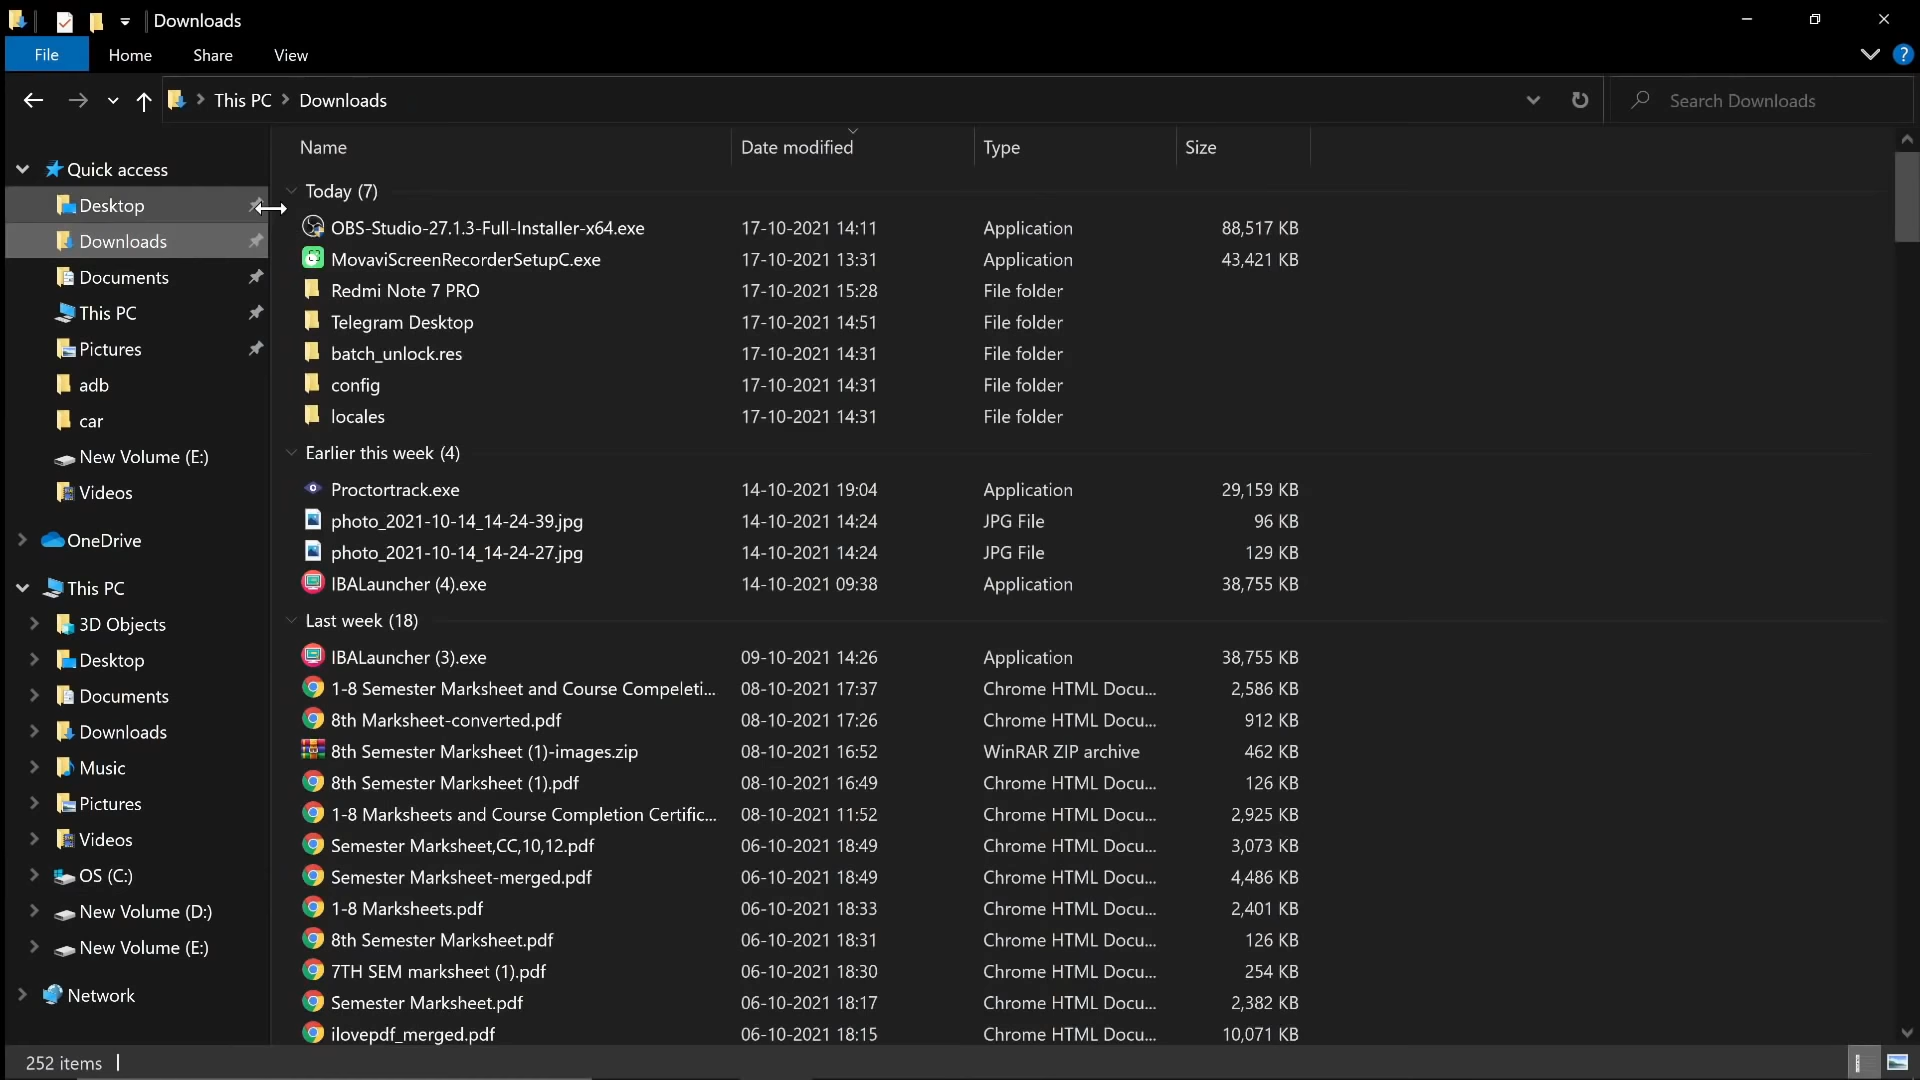 Downloads
File Home Share View
This PC Downloads
Search Downloads
Name Date modified Type Size
Quick access
Desktop
Downloads
Documents
This PC
Pictures
adb
car
New Volume (E:)
Videos
OneDrive
This PC
3D Objects
Desktop
Documents
Downloads
Music
Pictures
Videos
OS (C:)
New Volume (D:)
New Volume (E:)
Network
Today (7)
OBS-Studio-27.1.3-Full-Installer-x64.exe 17-10-2021 14:11 Application 88,517 KB
MovaviScreenRecorderSetupC.exe 17-10-2021 13:31 Application 43,421 KB
Redmi Note 7 PRO 17-10-2021 15:28 File folder
Telegram Desktop 17-10-2021 14:51 File folder
batch_unlock.res 17-10-2021 14:31 File folder
config 17-10-2021 14:31 File folder
locales 17-10-2021 14:31 File folder
Earlier this week (4)
Proctortrack.exe 14-10-2021 19:04 Application 29,159 KB
photo_2021-10-14_14-24-39.jpg 14-10-2021 14:24 JPG File 96 KB
photo_2021-10-14_14-24-27.jpg 14-10-2021 14:24 JPG File 129 KB
IBALauncher (4).exe 14-10-2021 09:38 Application 38,755 KB
Last week (18)
IBALauncher (3).exe 09-10-2021 14:26 Application 38,755 KB
1-8 Semester Marksheet and Course Compeleti... 08-10-2021 17:37 Chrome HTML Docu... 2,586 KB
8th Marksheet-converted.pdf 08-10-2021 17:26 Chrome HTML Docu... 912 KB
8th Semester Marksheet (1)-images.zip 08-10-2021 16:52 WinRAR ZIP archive 462 KB
8th Semester Marksheet (1).pdf 08-10-2021 16:49 Chrome HTML Docu... 126 KB
1-8 Marksheets and Course Completion Certific... 08-10-2021 11:52 Chrome HTML Docu... 2,925 KB
Semester Marksheet,CC,10,12.pdf 06-10-2021 18:49 Chrome HTML Docu... 3,073 KB
Semester Marksheet-merged.pdf 06-10-2021 18:49 Chrome HTML Docu... 4,486 KB
1-8 Marksheets.pdf 06-10-2021 18:33 Chrome HTML Docu... 2,401 KB
8th Semester Marksheet.pdf 06-10-2021 18:31 Chrome HTML Docu... 126 KB
7TH SEM marksheet (1).pdf 06-10-2021 18:30 Chrome HTML Docu... 254 KB
Semester Marksheet.pdf 06-10-2021 18:17 Chrome HTML Docu... 2,382 KB
ilovepdf_merged.pdf 06-10-2021 18:15 Chrome HTML Docu... 10,071 KB
252 items